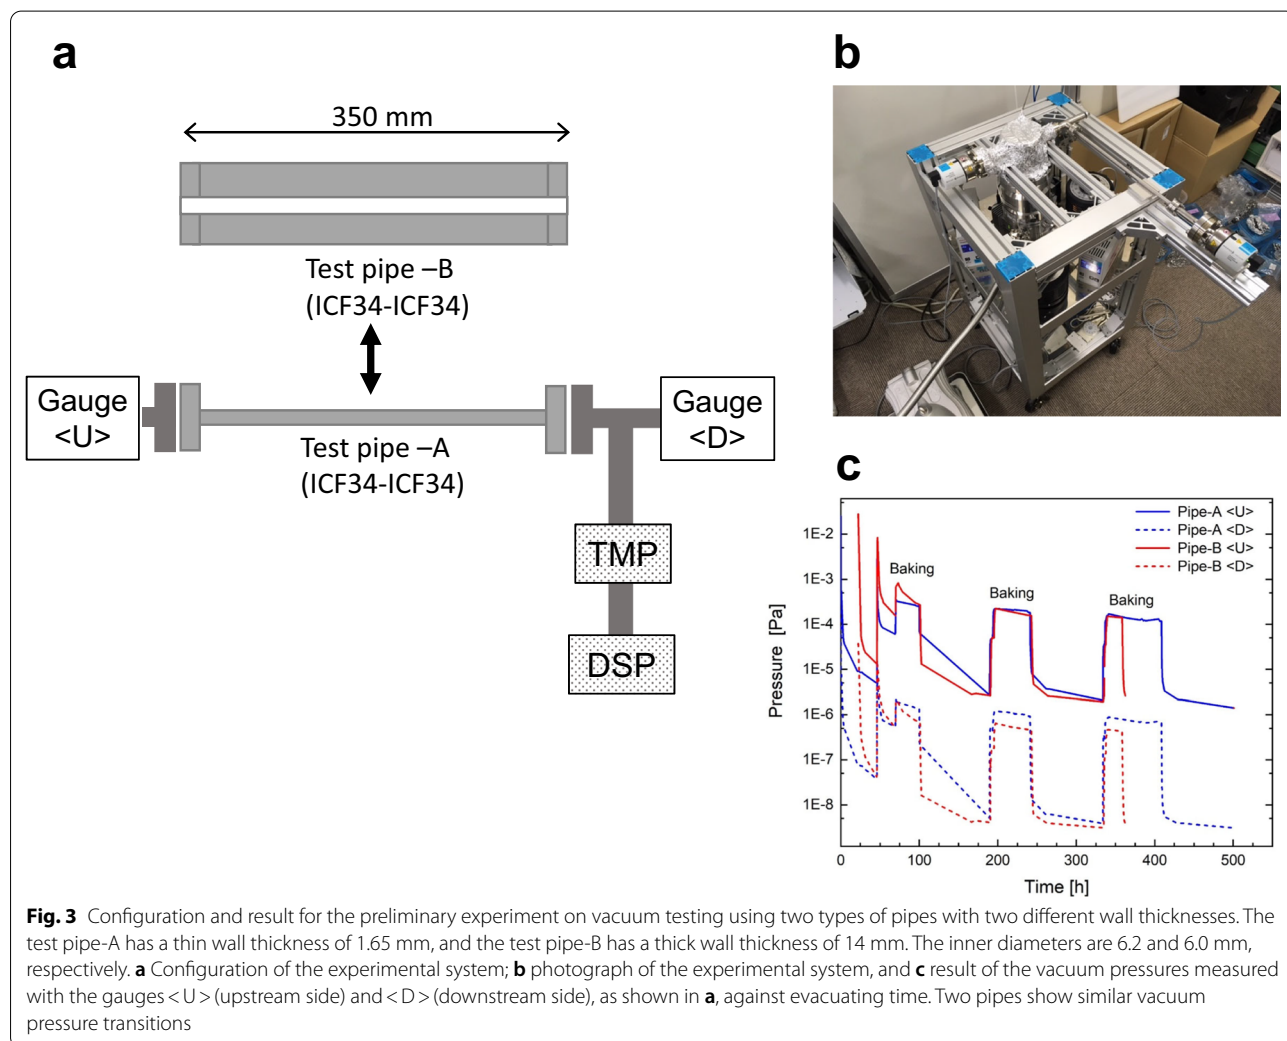 a
350 mm
Test pipe –B
(ICF34-ICF34)
Gauge
<U>
Gauge
<D>
Test pipe –A
(ICF34-ICF34)
TMP
DSP
b
c
Pipe-A <U>
Pipe-A <D>
Pipe-B <U>
Pipe-B <D>
Baking
Baking
Baking
1E-2
1E-3
1E-4
1E-5
1E-6
1E-7
1E-8
Pressure [Pa]
0 100 200 300 400 500
Time [h]
Fig. 3 Configuration and result for the preliminary experiment on vacuum testing using two types of pipes with two different wall thicknesses. The
test pipe-A has a thin wall thickness of 1.65 mm, and the test pipe-B has a thick wall thickness of 14 mm. The inner diameters are 6.2 and 6.0 mm,
respectively. a Configuration of the experimental system; b photograph of the experimental system, and c result of the vacuum pressures measured
with the gauges < U > (upstream side) and < D > (downstream side), as shown in a, against evacuating time. Two pipes show similar vacuum
pressure transitions